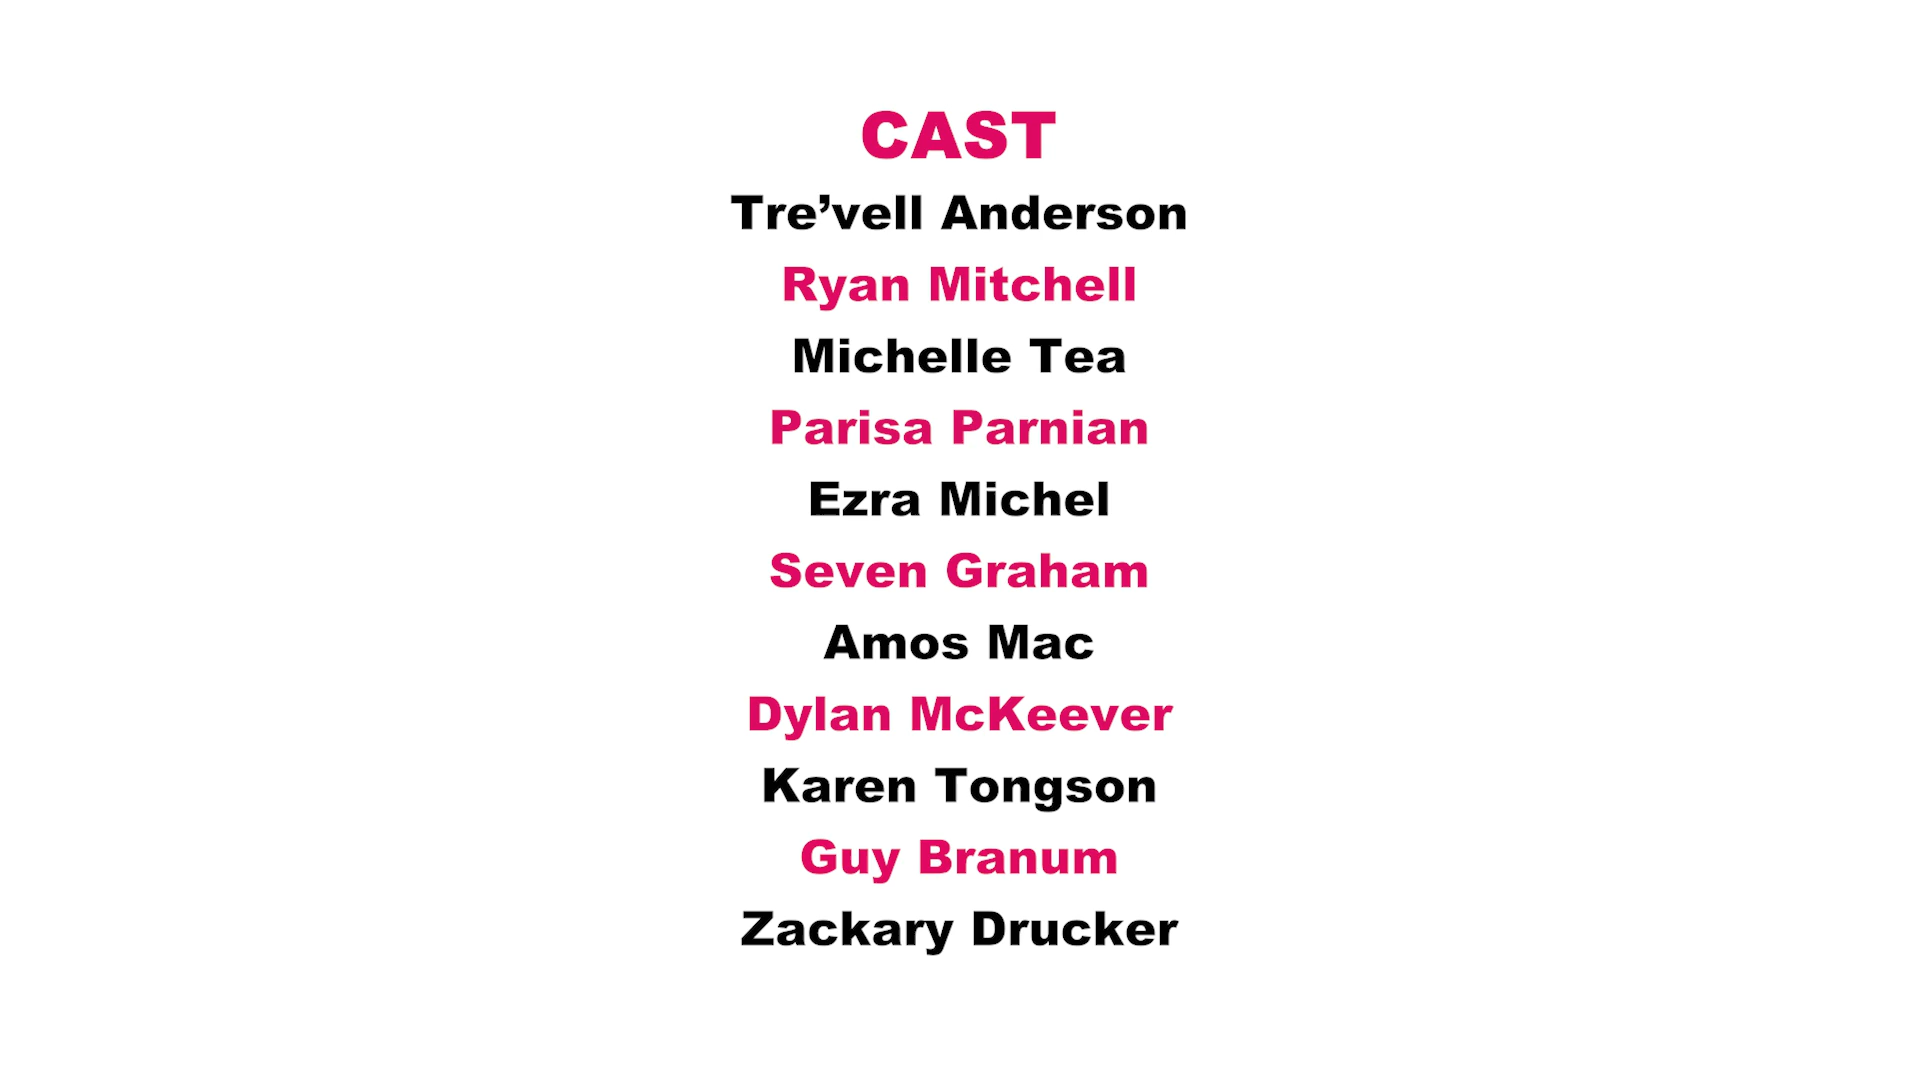 CAST
Tre’vell Anderson
Ryan Mitchell
Michelle Tea
Parisa Parnian
Ezra Michel
Seven Graham
Amos Mac
Dylan McKeever
Karen Tongson
Guy Branum
Zackary Drucker